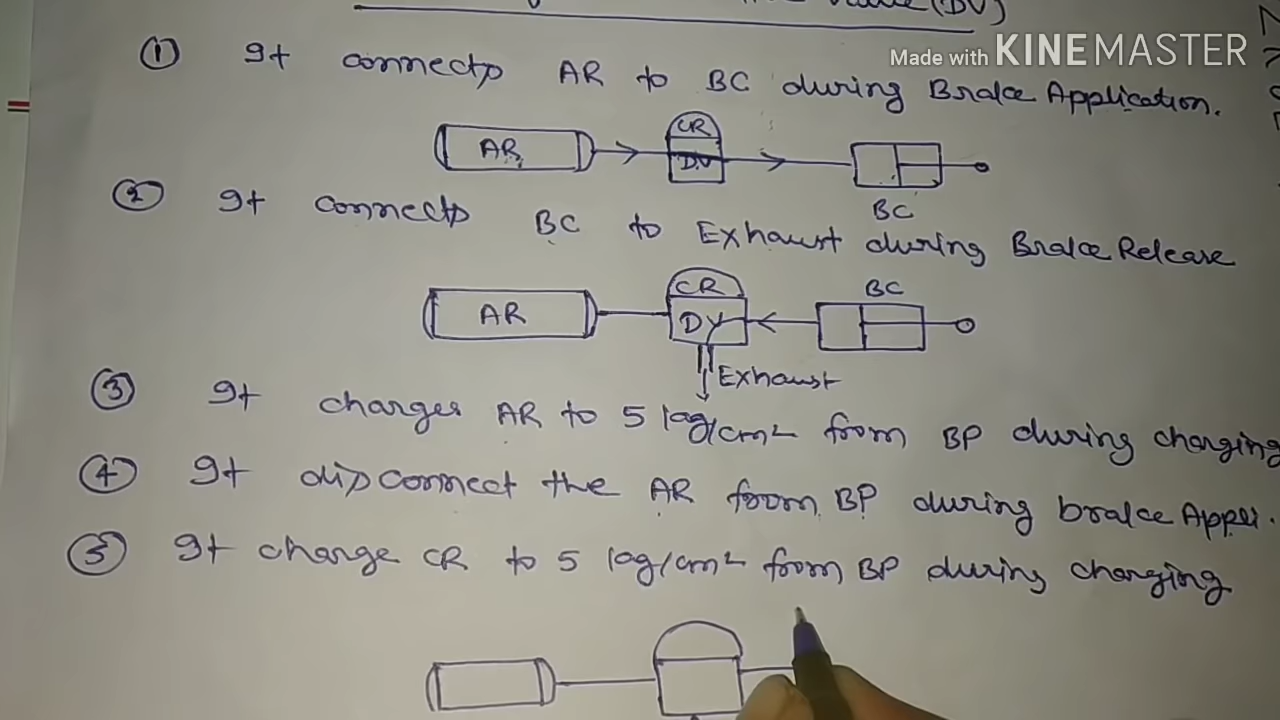 Valve (DV)
Made with KINEMASTER
① It connects AR to BC during Brake Application.
CR
AR
DV
BC
② It connects BC to Exhaust during Brake Release
CR
BC
AR
DV
Exhaust
③ It charges AR to 5 kg/cm² from BP during charging
④ It disconnect the AR from BP during brake Appli.
⑤ It charge CR to 5 kg/cm² from BP during charging